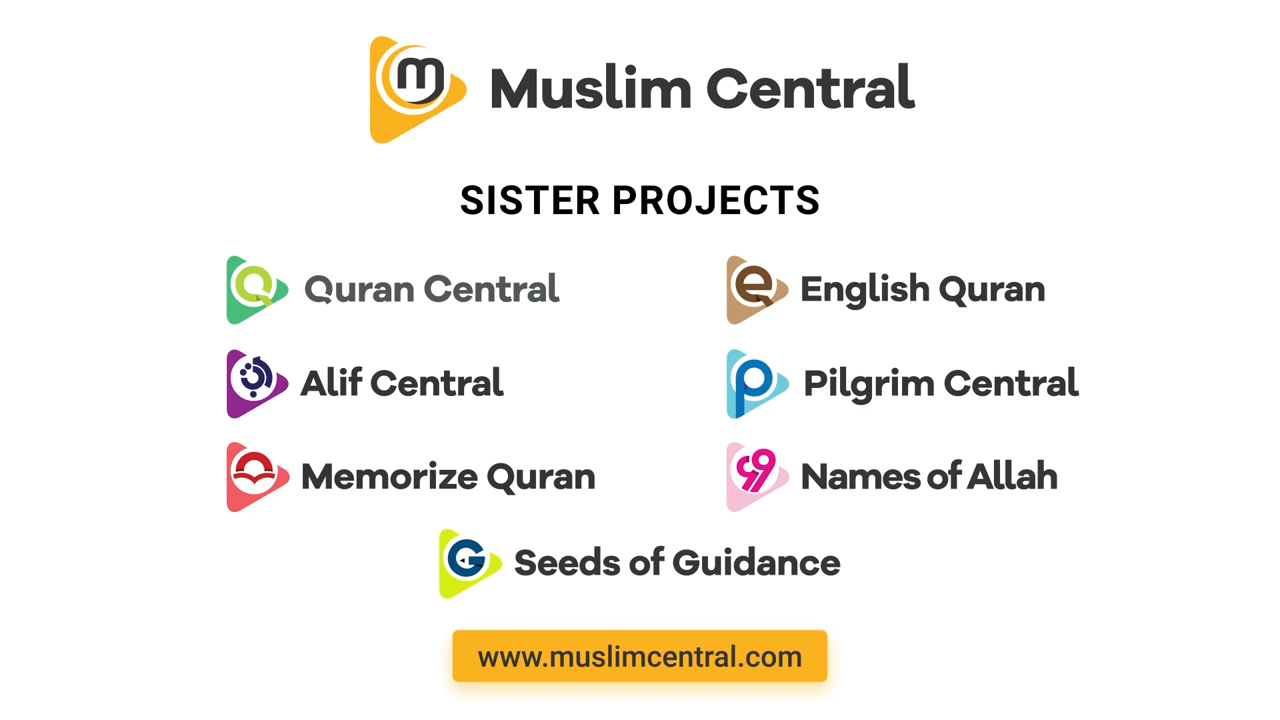 Muslim Central
SISTER PROJECTS
Quran Central
English Quran
Alif Central
Pilgrim Central
Memorize Quran
99 Names of Allah
Seeds of Guidance
www.muslimcentral.com